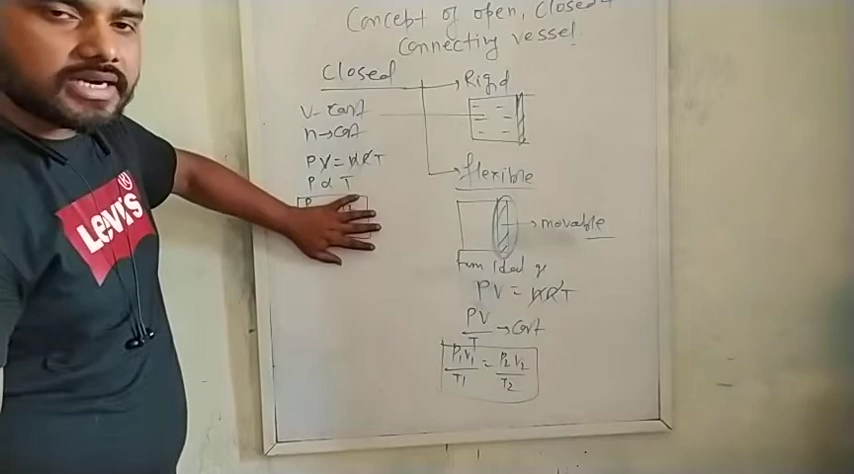 Concept of open, closed
Connecting vessel
Closed
Rigid
V - const
n → const
PV = nRT
P α T
P
flexible
→ movable
from ideal g
PV = nRT
PV/T → const
P₁V₁/T₁ = P₂V₂/T₂
Levi's